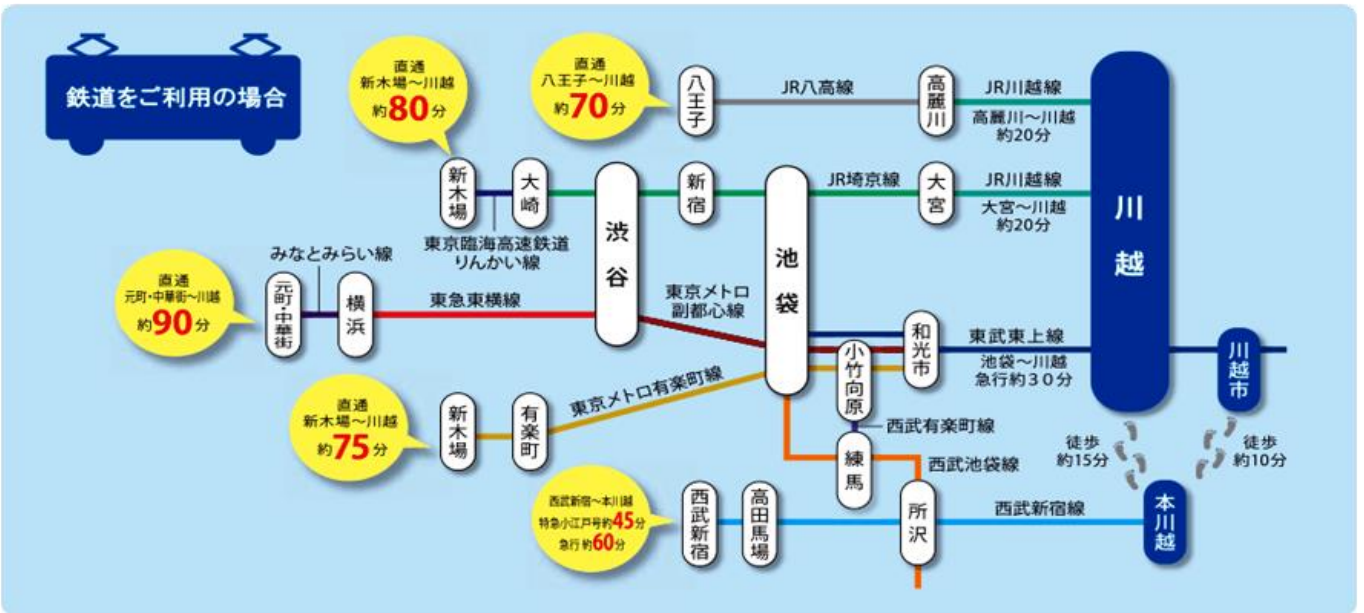 鉄道をご利用の場合
直通
新木場～川越
約80分
直通
八王子～川越
約70分
八王子
JR八高線
高麗川
JR川越線
高麗川～川越
約20分
新木場
大崎
東京臨海高速鉄道
りんかい線
渋谷
新宿
池袋
JR埼京線
大宮
JR川越線
大宮～川越
約20分
川越
直通
元町・中華街～川越
約90分
みなとみらい線
元町・中華街
横浜
東急東横線
東京メトロ
副都心線
小竹向原
和光市
東武東上線
池袋～川越
急行約30分
川越市
直通
新木場～川越
約75分
新木場
有楽町
東京メトロ有楽町線
西武有楽町線
練馬
西武池袋線
徒歩
約15分
徒歩
約10分
西武新宿～本川越
特急小江戸号約45分
急行 約60分
西武新宿
高田馬場
所沢
西武新宿線
本川越